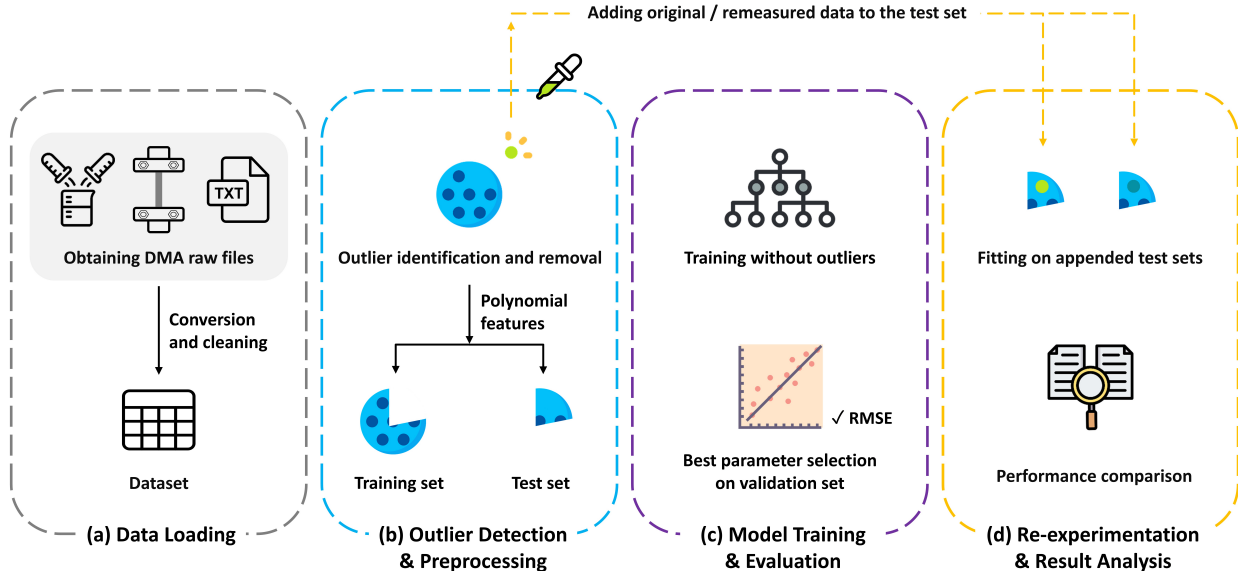 Adding original / remeasured data to the test set
TXT
Obtaining DMA raw files
Conversion
and cleaning
Dataset
(a) Data Loading
Outlier identification and removal
Polynomial
features
Training set
Test set
(b) Outlier Detection
& Preprocessing
Training without outliers
✓ RMSE
Best parameter selection
on validation set
(c) Model Training
& Evaluation
Fitting on appended test sets
Performance comparison
(d) Re-experimentation
& Result Analysis